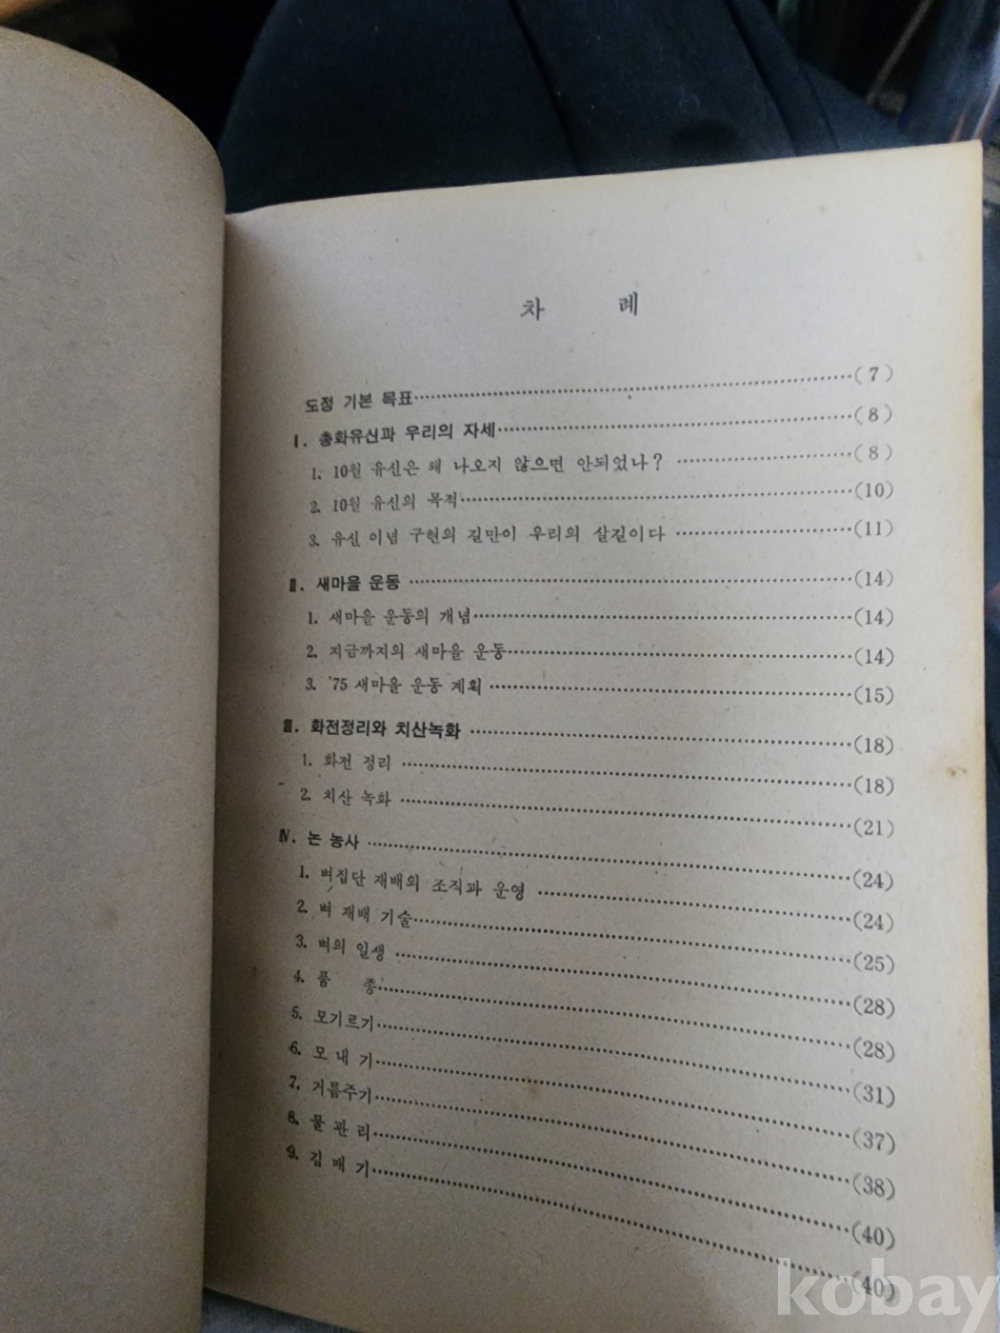 차 례
도정 기본 목표……(7)
Ⅰ. 총화유신과 우리의 자세……(8)
1. 10월 유신은 왜 나오지 않으면 안되었나?……(8)
2. 10월 유신의 목적……(10)
3. 유신 이념 구현의 길만이 우리의 살길이다……(11)
Ⅱ. 새마을 운동……(14)
1. 새마을 운동의 개념……(14)
2. 지금까지의 새마을 운동……(14)
3. '75 새마을 운동 계획……(15)
Ⅲ. 화전정리와 치산녹화……(18)
1. 화전 정리……(18)
2. 치산 녹화……(21)
Ⅳ. 논 농사……(24)
1. 벼집단 재배의 조직과 운영……(24)
2. 벼 재배 기술……(25)
3. 벼의 일생……(28)
4. 품 종……(28)
5. 모기르기……(31)
6. 모 내 기……(37)
7. 거름주기……(38)
8. 물 관 리……(40)
9. 김 매 기……(40)
kobay